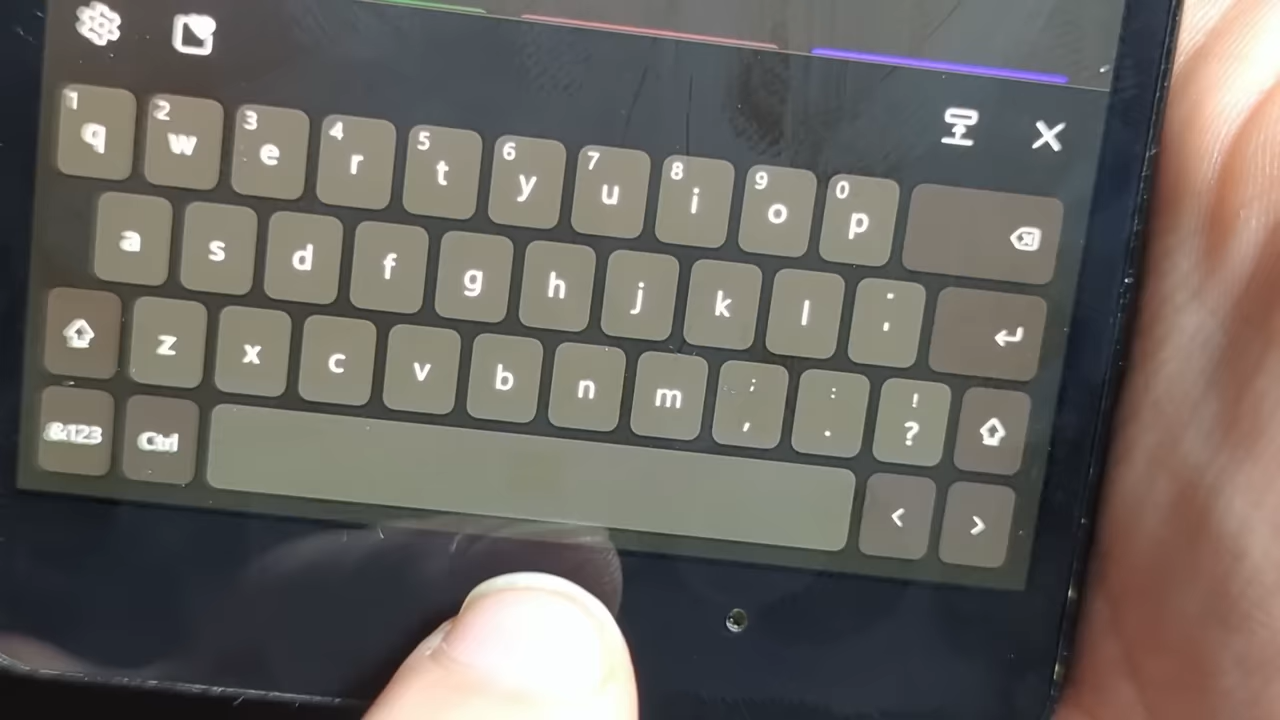 1 2 3 4 5 6 7 8 9 0
q w e r t y u i o p
a s d f g h j k l
z x c v b n m ; , : . ! ?
&123 Ctrl < >